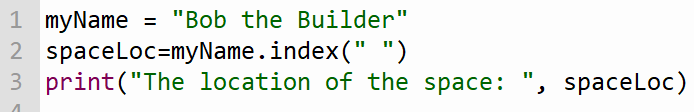 1 myName = "Bob the Builder"
2 spaceLoc=myName.index(" ")
3 print("The location of the space: ", spaceLoc)